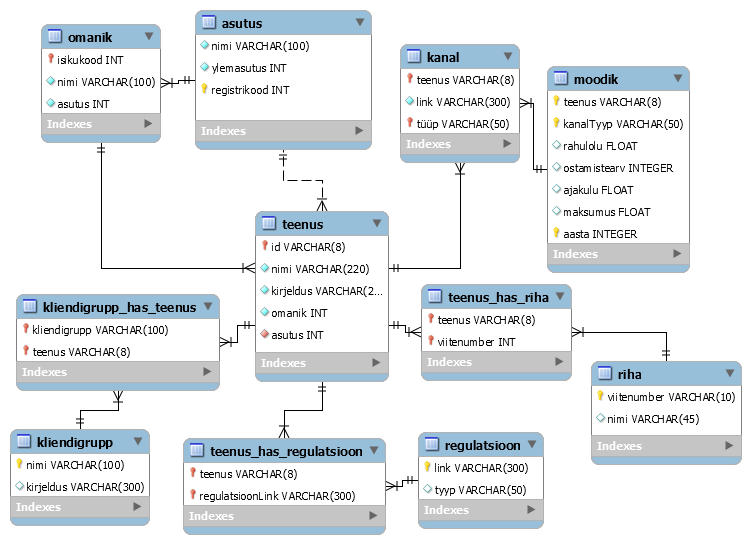 omanik
isikukood INT
nimi VARCHAR(100)
asutus INT
Indexes
asutus
nimi VARCHAR(100)
ylemasutus INT
registrikood INT
Indexes
kanal
teenus VARCHAR(8)
link VARCHAR(300)
tüüp VARCHAR(50)
Indexes
moodik
teenus VARCHAR(8)
kanalTyyp VARCHAR(50)
rahulolu FLOAT
ostamistearv INTEGER
ajakulu FLOAT
maksumus FLOAT
aasta INTEGER
Indexes
teenus
id VARCHAR(8)
nimi VARCHAR(220)
kirjeldus VARCHAR(2...
omanik INT
asutus INT
Indexes
kliendigrupp_has_teenus
kliendigrupp VARCHAR(100)
teenus VARCHAR(8)
Indexes
teenus_has_riha
teenus VARCHAR(8)
viitenumber INT
Indexes
riha
viitenumber VARCHAR(10)
nimi VARCHAR(45)
Indexes
kliendigrupp
nimi VARCHAR(100)
kirjeldus VARCHAR(300)
Indexes
teenus_has_regulatsioon
teenus VARCHAR(8)
regulatsioonLink VARCHAR(300)
Indexes
regulatsioon
link VARCHAR(300)
tyyp VARCHAR(50)
Indexes